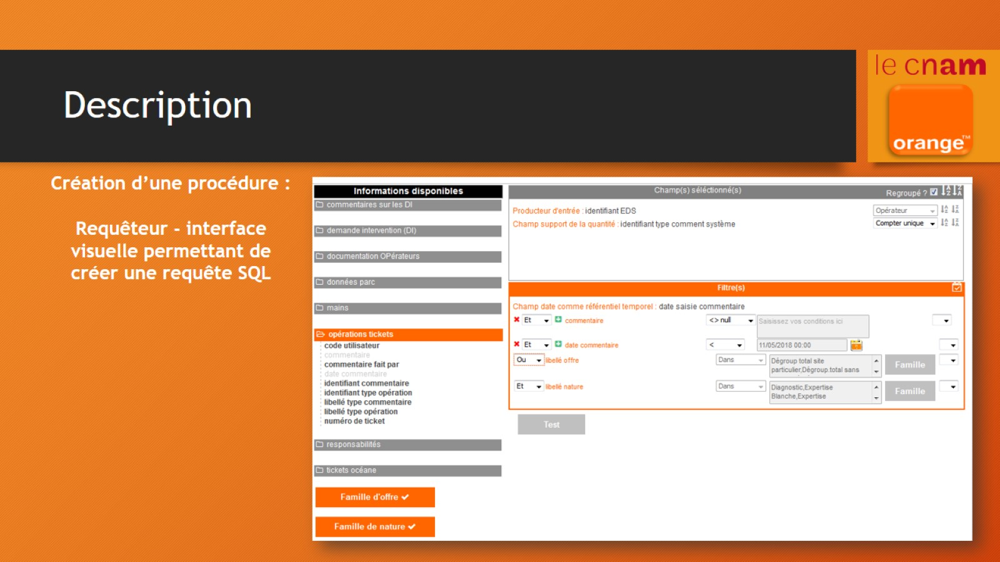 Description
le cnam
orange™
Création d'une procédure :
Requêteur - interface
visuelle permettant de
créer une requête SQL
Informations disponibles
commentaires sur les DI
demande intervention (DI)
documentation OPérateurs
données parc
mains
opérations tickets
code utilisateur
commentaire
commentaire fait par
date commentaire
identifiant commentaire
identifiant type opération
libellé type commentaire
libellé type opération
numéro de ticket
responsabilités
tickets océane
Famille d'offre
Famille de nature
Champ(s) séléctionné(s)
Regroupé ?
Producteur d'entrée : identifiant EDS
Opérateur
Champ support de la quantité : identifiant type comment système
Compter unique
Filtre(s)
Champ date comme référentiel temporel : date saisie commentaire
Et commentaire <> null Saisissez vos conditions ici
Et date commentaire < 11/05/2018 00:00
Ou libellé offre Dans Dégroup total site
particulier,Dégroup.total sans
Famille
Et libellé nature Dans Diagnostic,Expertise
Blanche,Expertise
Famille
Test